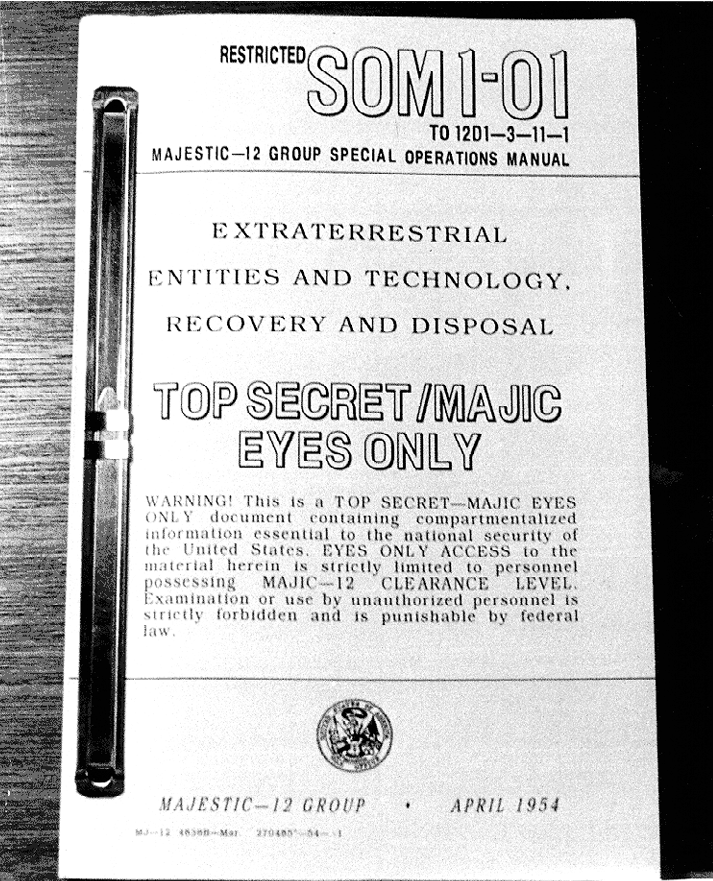 RESTRICTED SOM 1-01
TO 12D1—3—11—1
MAJESTIC—12 GROUP SPECIAL OPERATIONS MANUAL
EXTRATERRESTRIAL
ENTITIES AND TECHNOLOGY,
RECOVERY AND DISPOSAL
TOP SECRET/MAJIC
EYES ONLY
WARNING! This is a TOP SECRET—MAJIC EYES
ONLY document containing compartmentalized
information essential to the national security of
the United States. EYES ONLY ACCESS to the
material herein is strictly limited to personnel
possessing MAJIC—12 CLEARANCE LEVEL.
Examination or use by unauthorized personnel is
strictly forbidden and is punishable by federal
law.
MAJESTIC—12 GROUP • APRIL 1954
MJ—12 4838B—Mar.